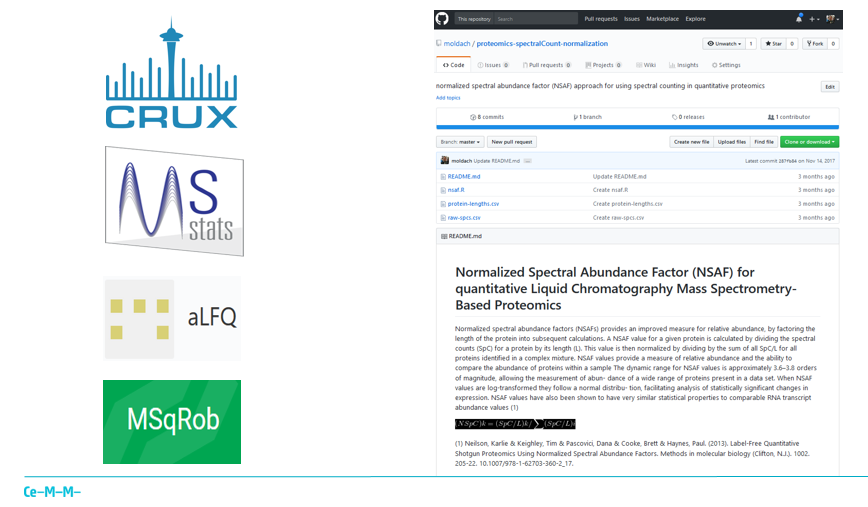 CRUX
MS
stats
aLFQ
MSqRob
This repository Search Pull requests Issues Marketplace Explore
moldach / proteomics-spectralCount-normalization Unwatch 1 Star 0 Fork 0
Code Issues 0 Pull requests 0 Projects 0 Wiki Insights Settings
normalized spectral abundance factor (NSAF) approach for using spectral counting in quantitative proteomics Edit
Add topics
8 commits 1 branch 0 releases 1 contributor
Branch: master New pull request Create new file Upload files Find file Clone or download
moldach Update README.md Latest commit on Nov 14, 2017
README.md Update README.md 3 months ago
nsaf.R Create nsaf.R 3 months ago
protein-lengths.csv Create protein-lengths.csv 3 months ago
raw-spcs.csv Create raw-spcs.csv 3 months ago
README.md
Normalized Spectral Abundance Factor (NSAF) for
quantitative Liquid Chromatography Mass Spectrometry-
Based Proteomics
Normalized spectral abundance factors (NSAFs) provides an improved measure for relative abundance, by factoring the
length of the protein into subsequent calculations. A NSAF value for a given protein is calculated by dividing the spectral
counts (SpC) for a protein by its length (L). This value is then normalized by dividing by the sum of all SpC/L for all
proteins identified in a complex mixture. NSAF values provide a measure of relative abundance and the ability to
compare the abundance of proteins within a sample The dynamic range for NSAF values is approximately 3.6–3.8 orders
of magnitude, allowing the measurement of abun- dance of a wide range of proteins present in a data set. When NSAF
values are log-transformed they follow a normal distribu- tion, facilitating analysis of statistically significant changes in
expression. NSAF values have also been shown to have very similar statistical properties to comparable RNA transcript
abundance values (1)
(NSpC)k = (SpC/L)k/∑(SpC/L)i
(1) Neilson, Karlie & Keighley, Tim & Pascovici, Dana & Cooke, Brett & Haynes, Paul. (2013). Label-Free Quantitative
Shotgun Proteomics Using Normalized Spectral Abundance Factors. Methods in molecular biology (Clifton, N.J.). 1002.
205-22. 10.1007/978-1-62703-360-2_17.
Ce-M-M-